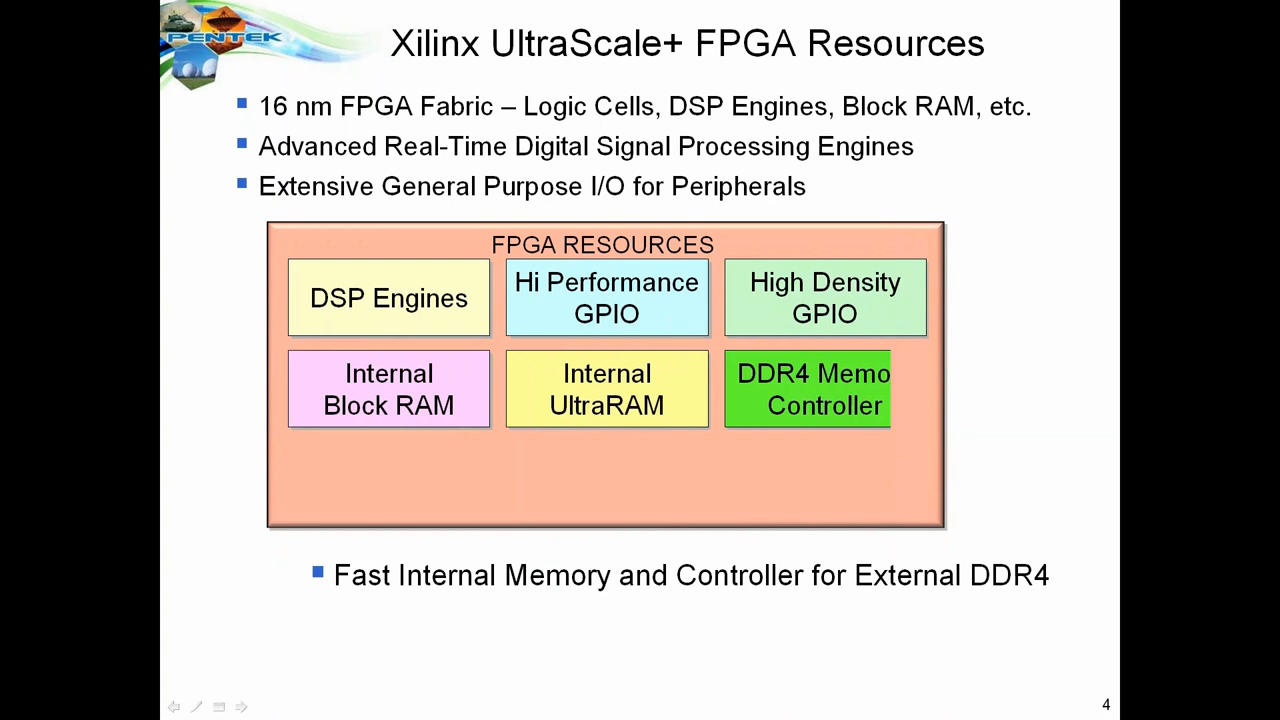 PENTEK
Xilinx UltraScale+ FPGA Resources
16 nm FPGA Fabric – Logic Cells, DSP Engines, Block RAM, etc.
Advanced Real-Time Digital Signal Processing Engines
Extensive General Purpose I/O for Peripherals
FPGA RESOURCES
DSP Engines
Hi Performance
GPIO
High Density
GPIO
Internal
Block RAM
Internal
UltraRAM
DDR4 Memo
Controller
Fast Internal Memory and Controller for External DDR4
4